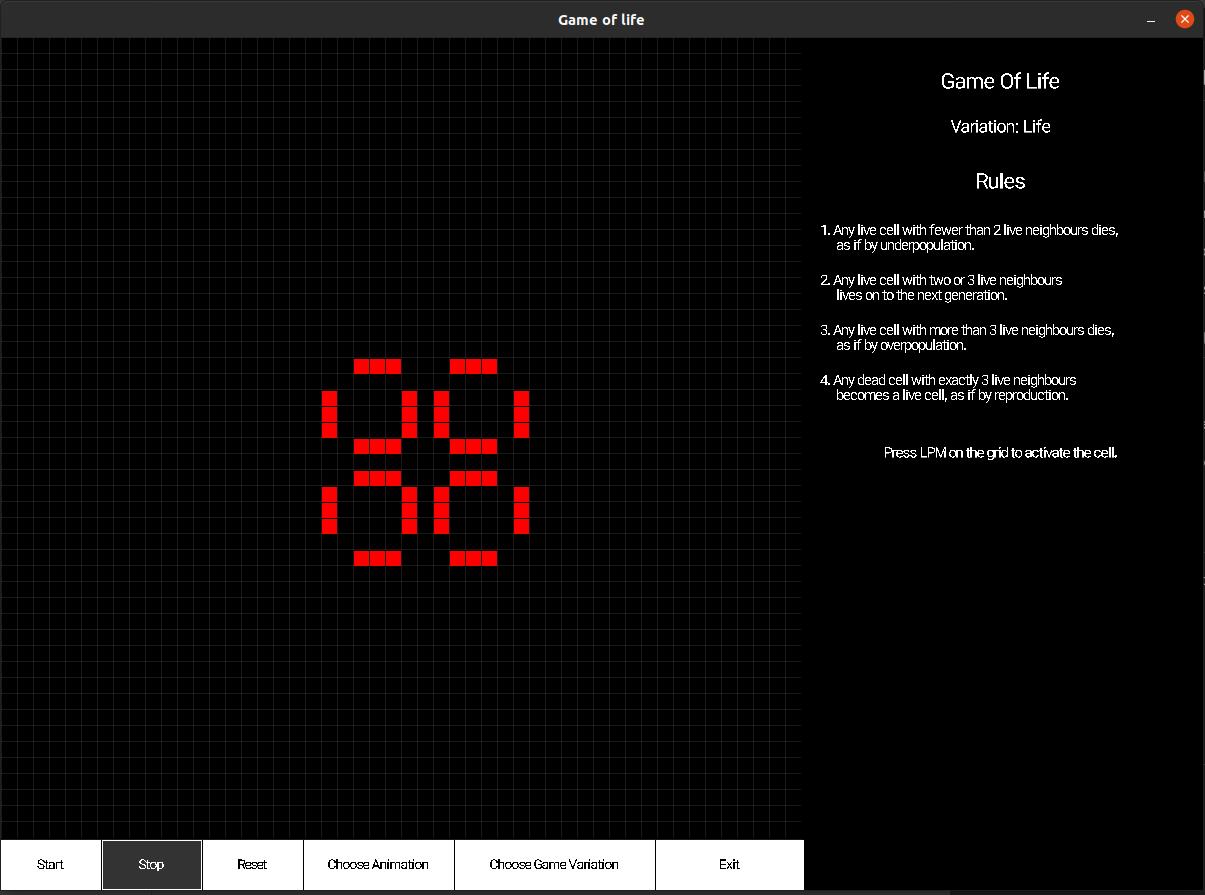 Game of life
Game Of Life
Variation: Life
Rules
1. Any live cell with fewer than 2 live neighbours dies,
as if by underpopulation.
2. Any live cell with two or 3 live neighbours
lives on to the next generation.
3. Any live cell with more than 3 live neighbours dies,
as if by overpopulation.
4. Any dead cell with exactly 3 live neighbours
becomes a live cell, as if by reproduction.
Press LPM on the grid to activate the cell.
Start Stop Reset Choose Animation Choose Game Variation Exit